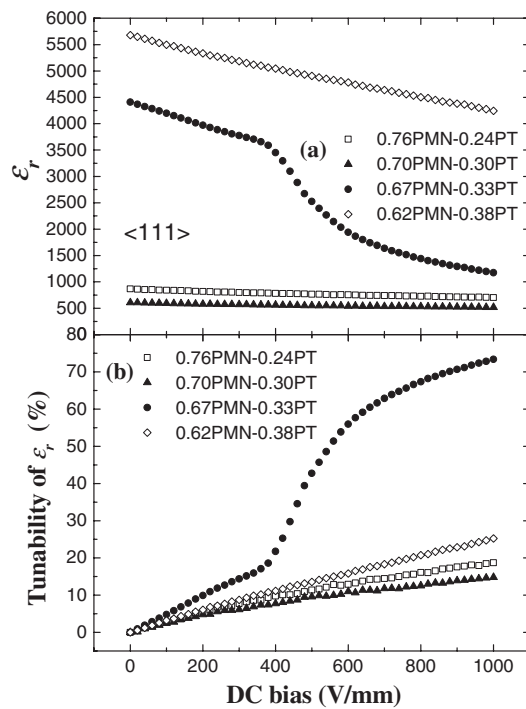 6000
5500
5000
4500
4000
3500
3000
2500
2000
1500
1000
500
εr
(a)
0.76PMN-0.24PT
0.70PMN-0.30PT
0.67PMN-0.33PT
0.62PMN-0.38PT
<111>
80
70
60
50
40
30
20
10
0
Tunability of εr (%)
(b)
0.76PMN-0.24PT
0.70PMN-0.30PT
0.67PMN-0.33PT
0.62PMN-0.38PT
0 200 400 600 800 1000
DC bias (V/mm)